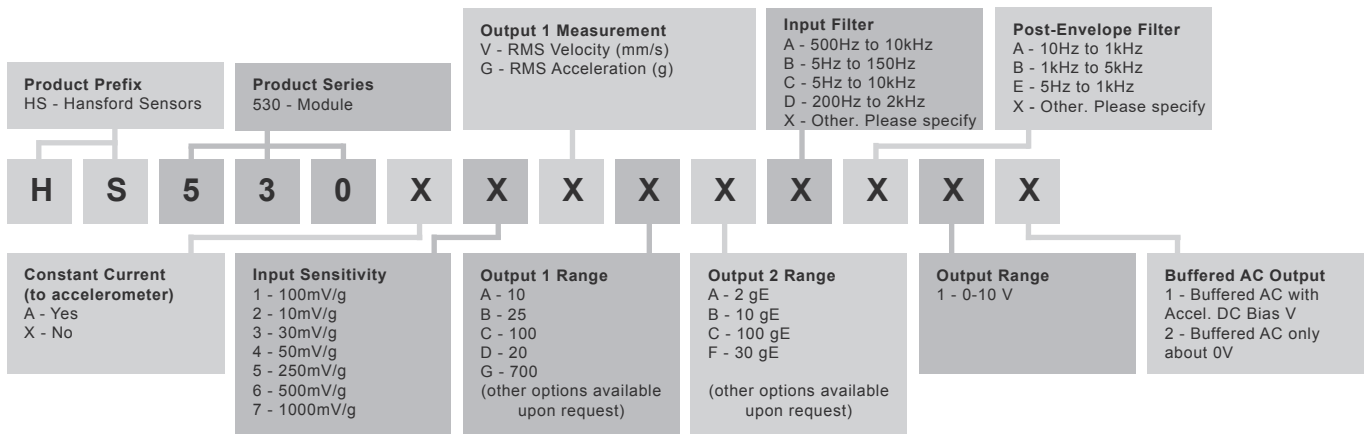 Output 1 Measurement
V - RMS Velocity (mm/s)
G - RMS Acceleration (g)
Input Filter
A - 500Hz to 10kHz
B - 5Hz to 150Hz
C - 5Hz to 10kHz
D - 200Hz to 2kHz
X - Other. Please specify
Post-Envelope Filter
A - 10Hz to 1kHz
B - 1kHz to 5kHz
E - 5Hz to 1kHz
X - Other. Please specify
Product Prefix
HS - Hansford Sensors
Product Series
530 - Module
H S 5 3 0 X X X X X X X X X
Constant Current
(to accelerometer)
A - Yes
X - No
Input Sensitivity
1 - 100mV/g
2 - 10mV/g
3 - 30mV/g
4 - 50mV/g
5 - 250mV/g
6 - 500mV/g
7 - 1000mV/g
Output 1 Range
A - 10
B - 25
C - 100
D - 20
G - 700
(other options available
upon request)
Output 2 Range
A - 2 gE
B - 10 gE
C - 100 gE
F - 30 gE
(other options available
upon request)
Output Range
1 - 0-10 V
Buffered AC Output
1 - Buffered AC with
Accel. DC Bias V
2 - Buffered AC only
about 0V